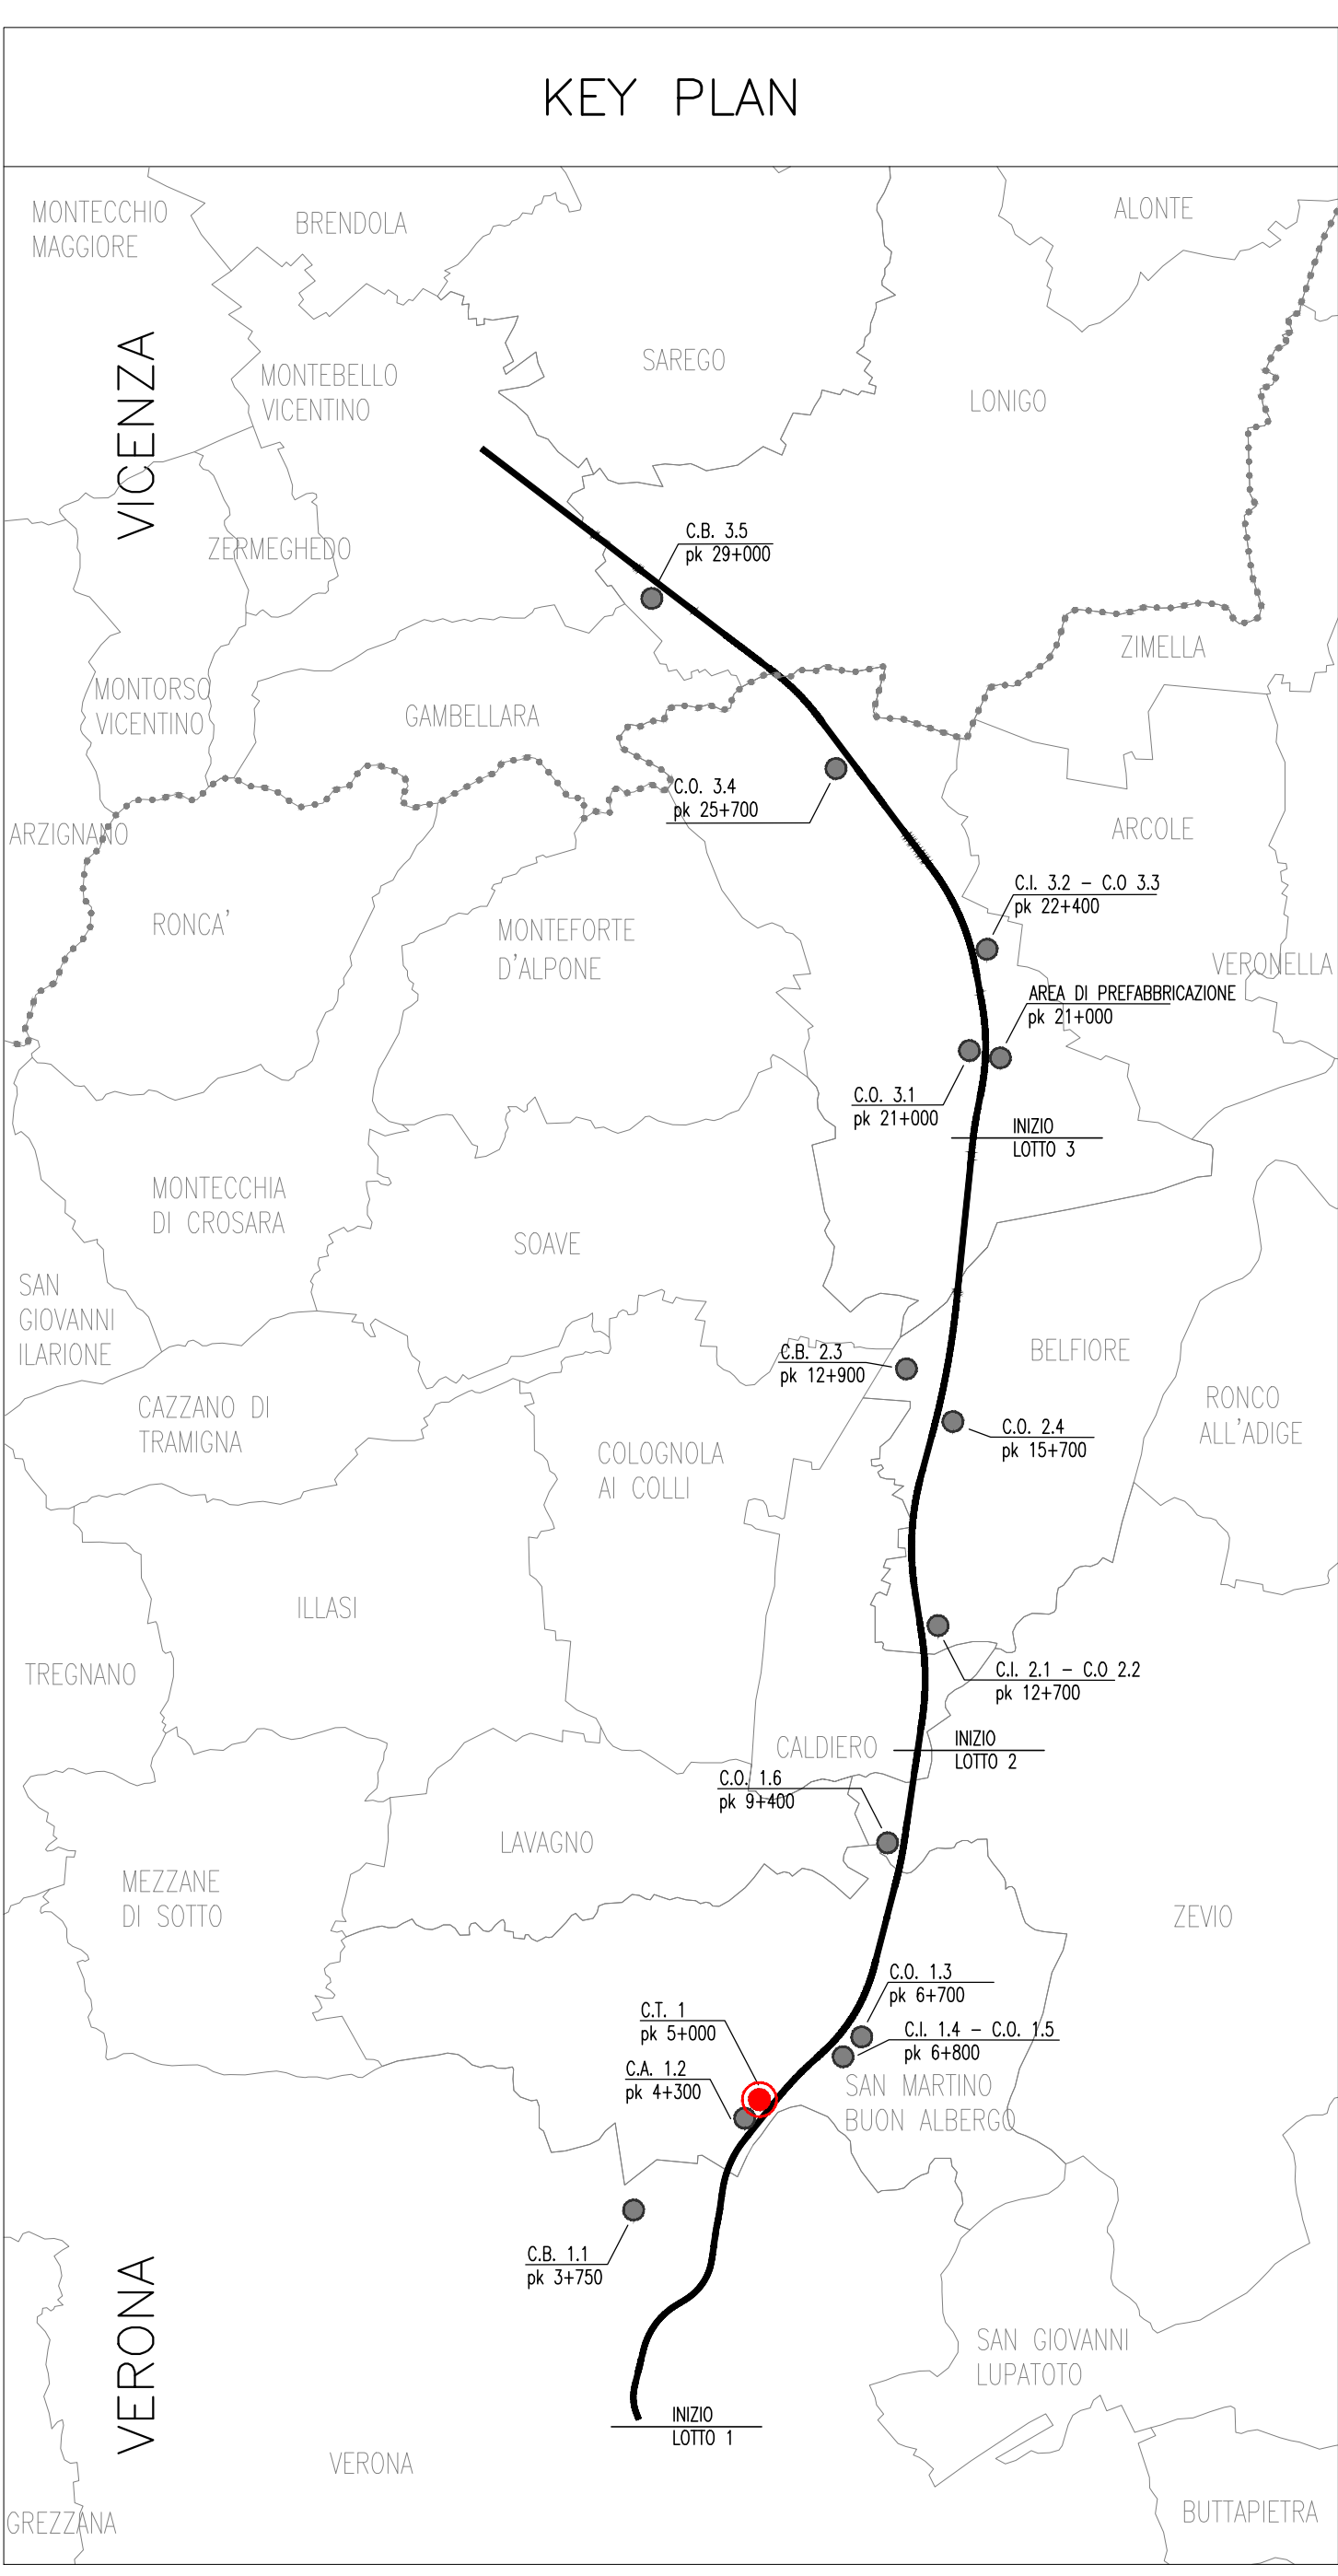 KEY PLAN
MONTECCHIO
MAGGIORE
BRENDOLA
ALONTE
VICENZA
MONTEBELLO
VICENTINO
SAREGO
LONIGO
ZERMEGHEDO
C.B. 3.5
pk 29+000
ZIMELLA
MONTORSO
VICENTINO
GAMBELLARA
C.O. 3.4
pk 25+700
ARZIGNANO
ARCOLE
RONCA'
MONTEFORTE
D'ALPONE
C.I. 3.2 - C.O 3.3
pk 22+400
VERONELLA
AREA DI PREFABBRICAZIONE
pk 21+000
C.O. 3.1
pk 21+000
INIZIO
LOTTO 3
MONTECCHIA
DI CROSARA
SOAVE
SAN
GIOVANNI
ILARIONE
C.B. 2.3
pk 12+900
BELFIORE
CAZZANO DI
TRAMIGNA
RONCO
ALL'ADIGE
C.O. 2.4
pk 15+700
COLOGNOLA
AI COLLI
ILLASI
TREGNANO
C.I. 2.1 - C.O 2.2
pk 12+700
CALDIERO
INIZIO
LOTTO 2
C.O. 1.6
pk 9+400
LAVAGNO
MEZZANE
DI SOTTO
ZEVIO
C.O. 1.3
pk 6+700
C.T. 1
pk 5+000
C.I. 1.4 - C.O. 1.5
pk 6+800
C.A. 1.2
pk 4+300
SAN MARTINO
BUON ALBERGO
C.B. 1.1
pk 3+750
VERONA
SAN GIOVANNI
LUPATOTO
INIZIO
LOTTO 1
VERONA
GREZZANA
BUTTAPIETRA